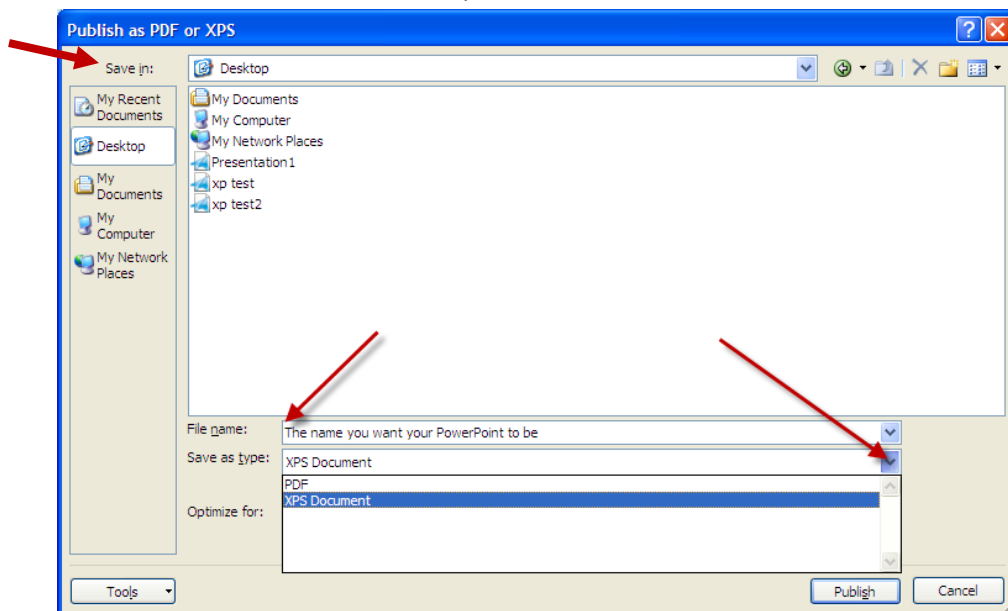 Publish as PDF or XPS
Save in:
Desktop
My Recent
Documents
Desktop
My
Documents
My
Computer
My Network
Places
My Documents
My Computer
My Network Places
Presentation1
xp test
xp test2
File name:
The name you want your PowerPoint to be
Save as type:
XPS Document
PDF
XPS Document
Optimize for:
Tools
Publish
Cancel